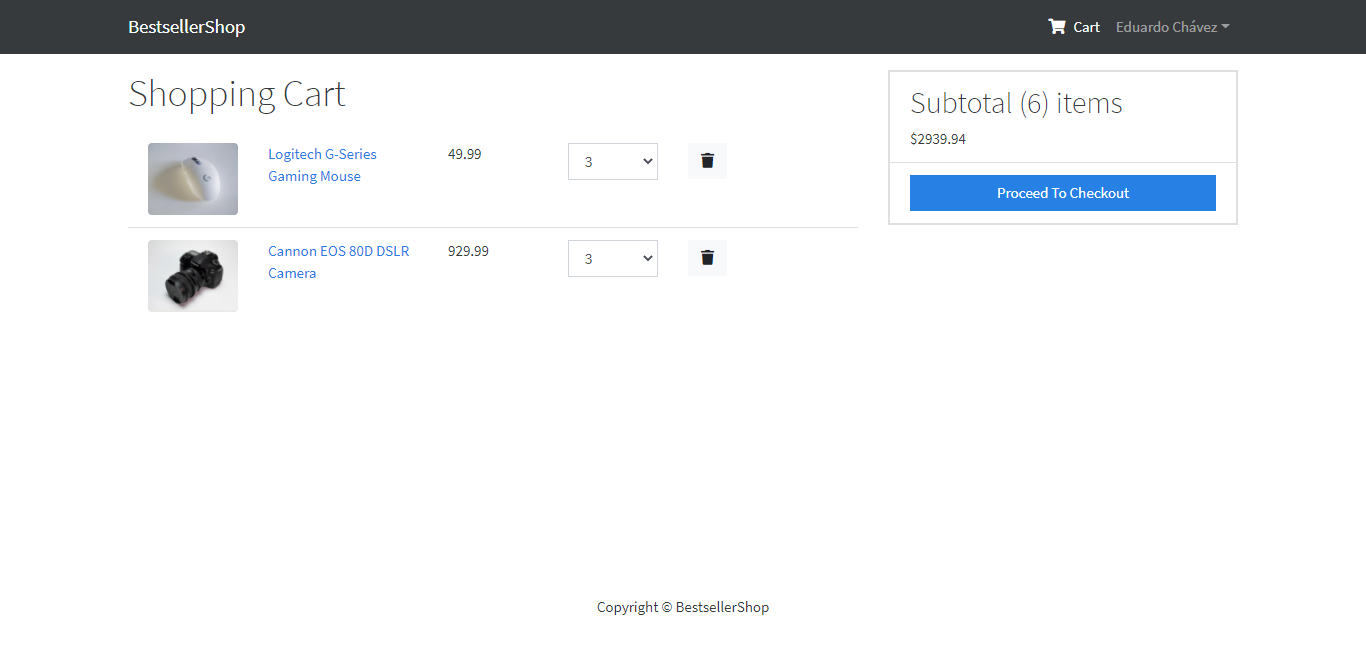 BestsellerShop
Cart
Eduardo Chávez
Shopping Cart
Logitech G-Series
Gaming Mouse
49.99
3
Cannon EOS 80D DSLR
Camera
929.99
3
Subtotal (6) items
$2939.94
Proceed To Checkout
Copyright © BestsellerShop